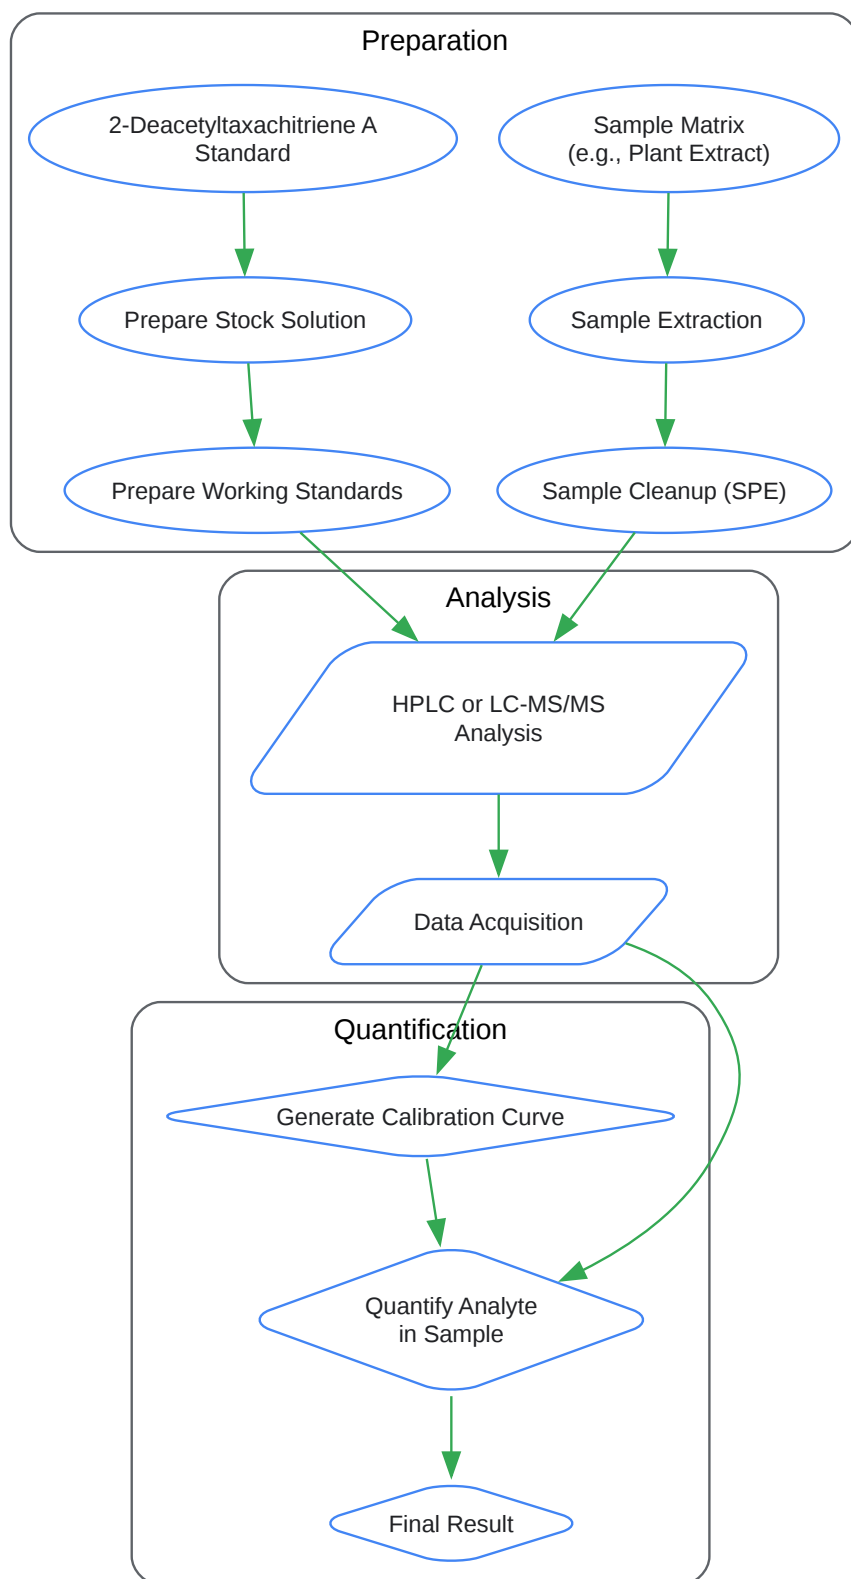 Preparation
2-Deacetyltaxachitriene A
Standard
Sample Matrix
(e.g., Plant Extract)
Prepare Stock Solution
Sample Extraction
Prepare Working Standards
Sample Cleanup (SPE)
Analysis
HPLC or LC-MS/MS
Analysis
Data Acquisition
Quantification
Generate Calibration Curve
Quantify Analyte
in Sample
Final Result